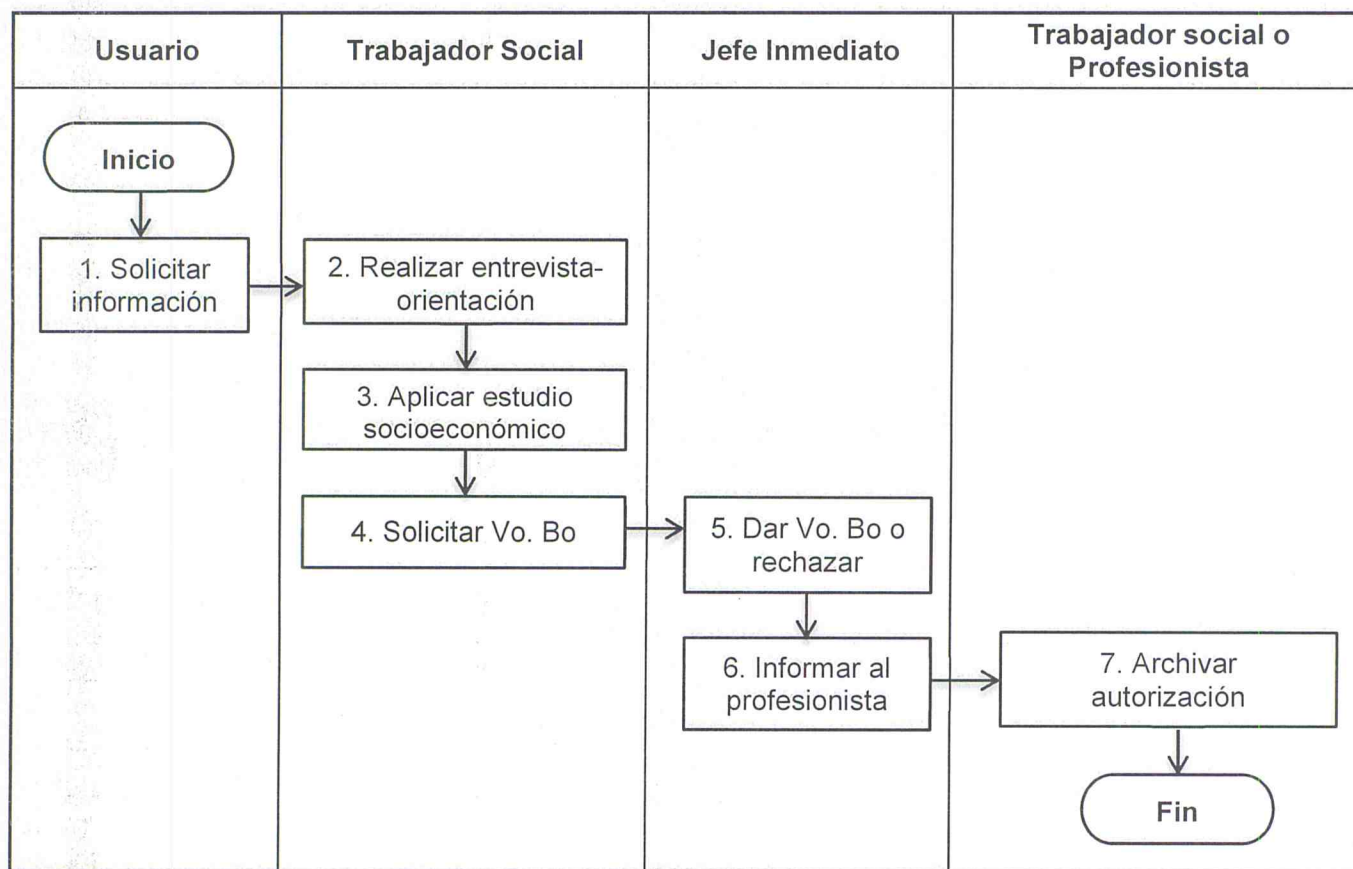 Usuario
Trabajador Social
Jefe Inmediato
Trabajador social o
Profesionista
Inicio
1. Solicitar
información
2. Realizar entrevista-
orientación
3. Aplicar estudio
socioeconómico
4. Solicitar Vo. Bo
5. Dar Vo. Bo o
rechazar
6. Informar al
profesionista
7. Archivar
autorización
Fin